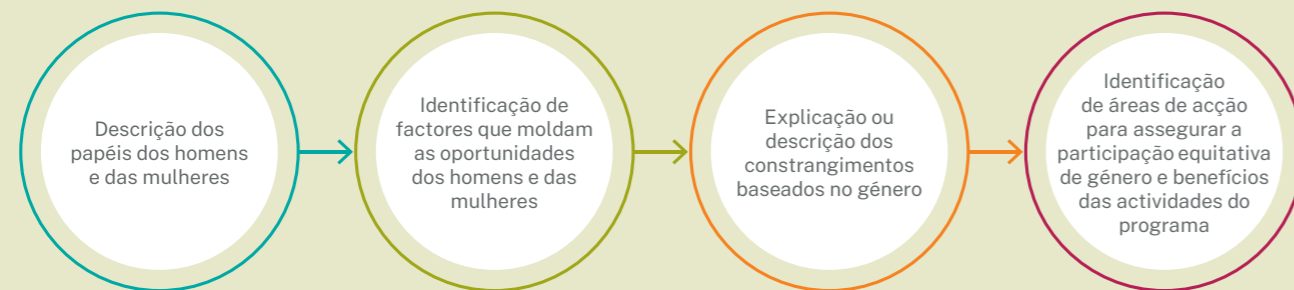 Descrição dos
papéis dos homens
e das mulheres
Identificação de
factores que moldam
as oportunidades
dos homens e das
mulheres
Explicação ou
descrição dos
constrangimentos
baseados no género
Identificação
de áreas de acção
para assegurar a
participação equitativa
de género e benefícios
das actividades do
programa